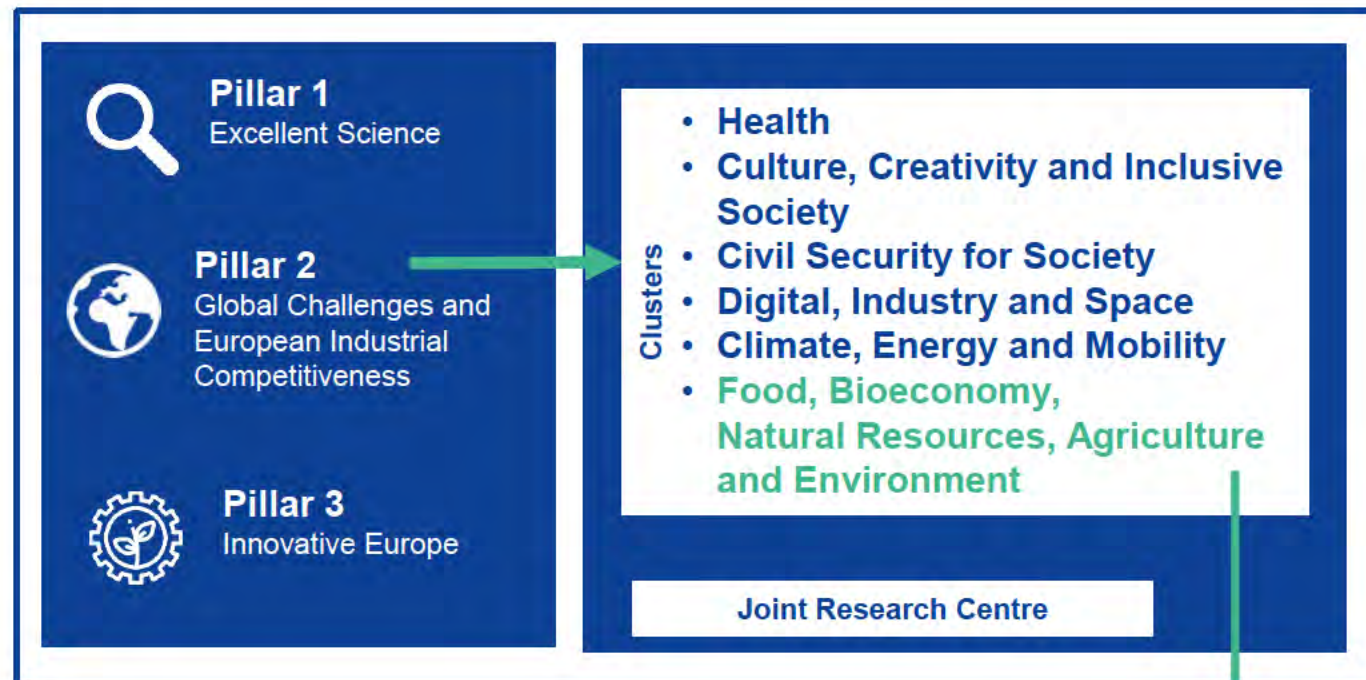 Pillar 1
Excellent Science
Pillar 2
Global Challenges and
European Industrial
Competitiveness
Pillar 3
Innovative Europe
Clusters
• Health
• Culture, Creativity and Inclusive
Society
• Civil Security for Society
• Digital, Industry and Space
• Climate, Energy and Mobility
• Food, Bioeconomy,
Natural Resources, Agriculture
and Environment
Joint Research Centre